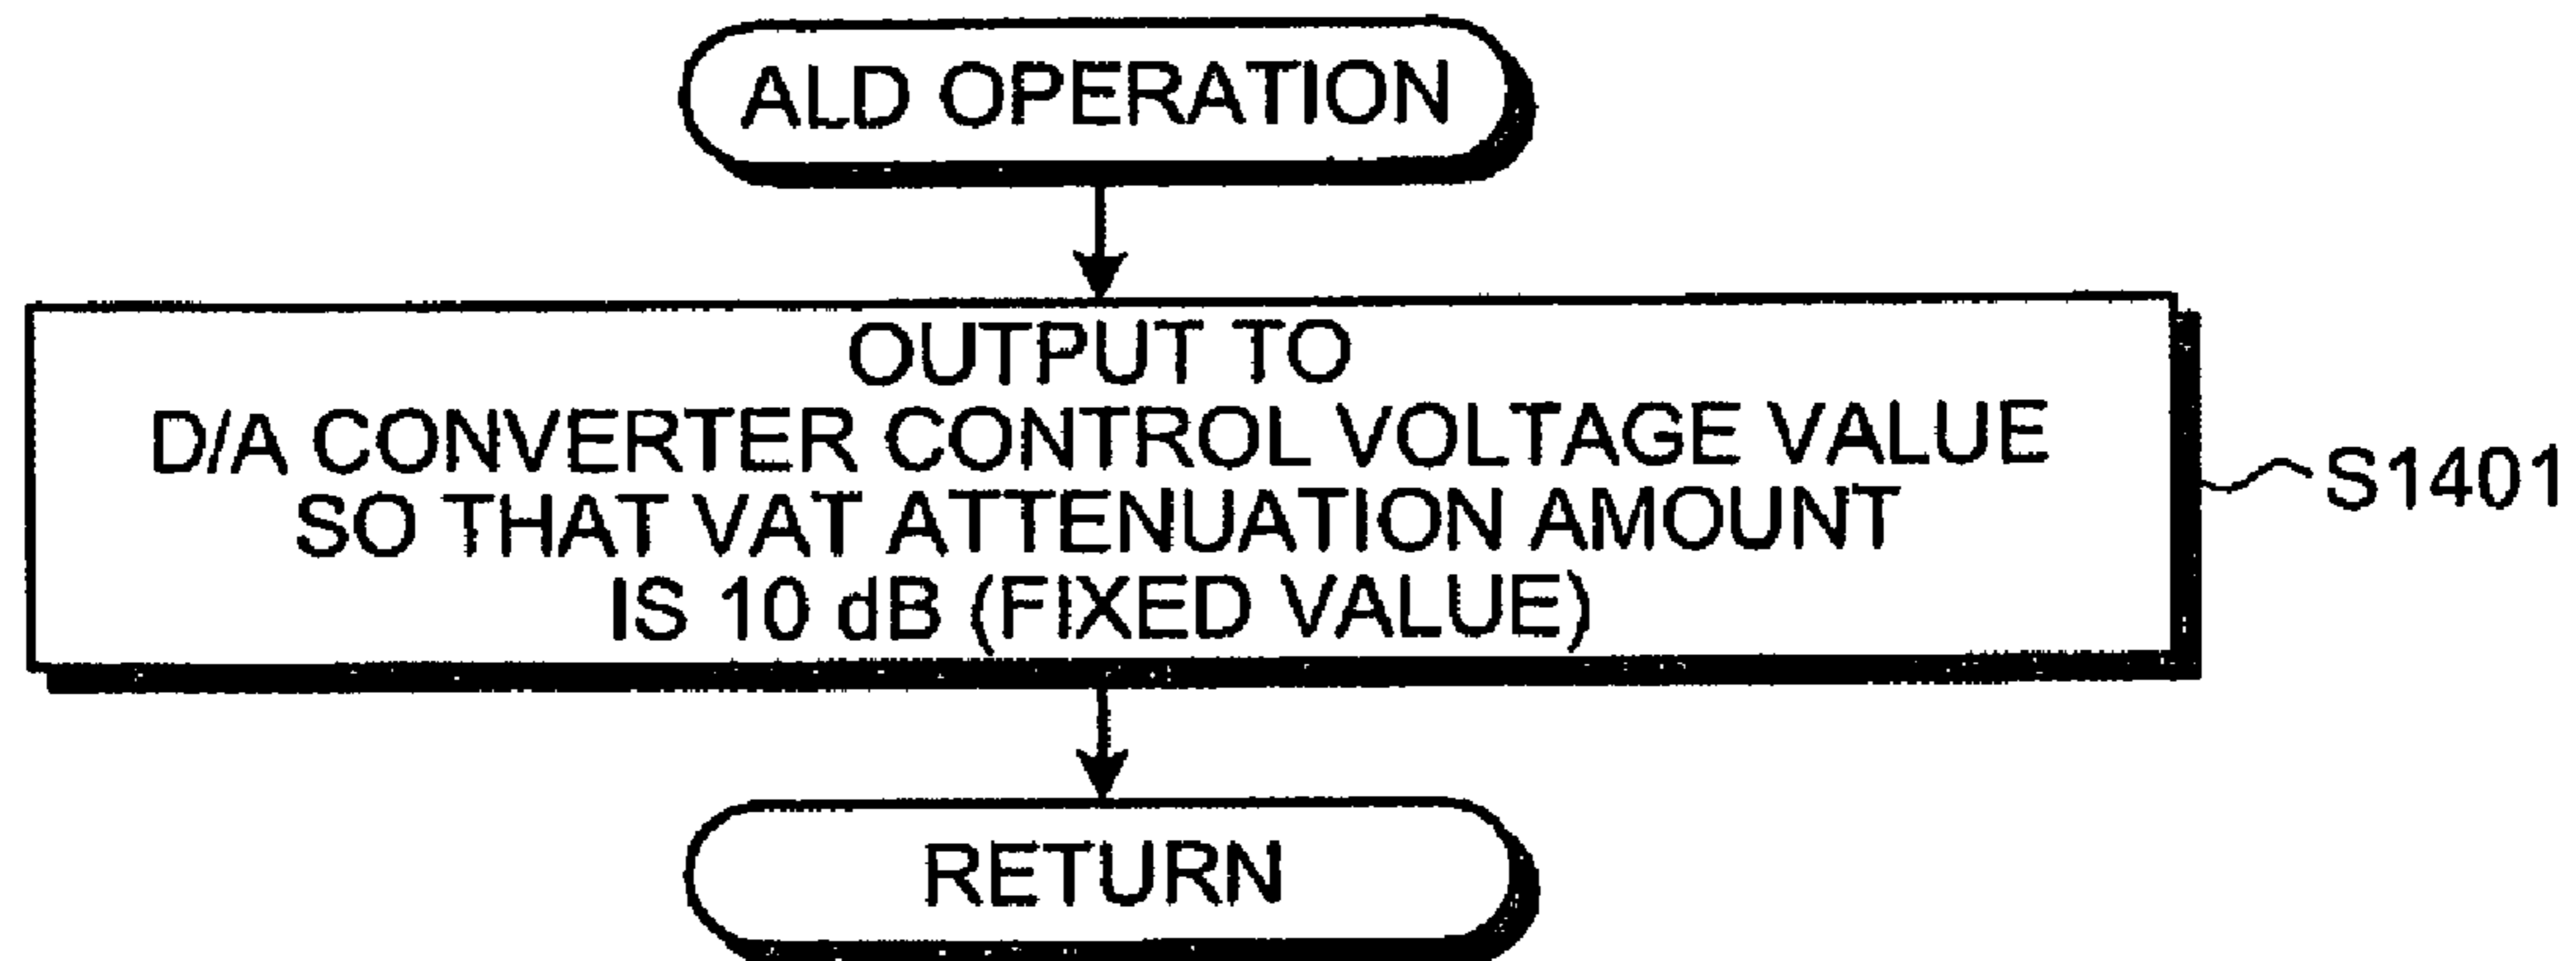 ALD OPERATION
OUTPUT TO
D/A CONVERTER CONTROL VOLTAGE VALUE
SO THAT VAT ATTENUATION AMOUNT
IS 10 dB (FIXED VALUE)
S1401
RETURN